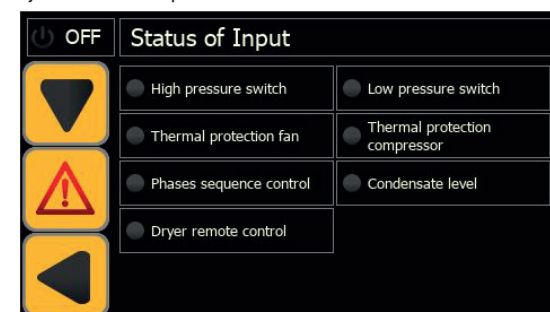 OFF
Status of Input
High pressure switch
Low pressure switch
Thermal protection fan
Thermal protection
compressor
Phases sequence control
Condensate level
Dryer remote control